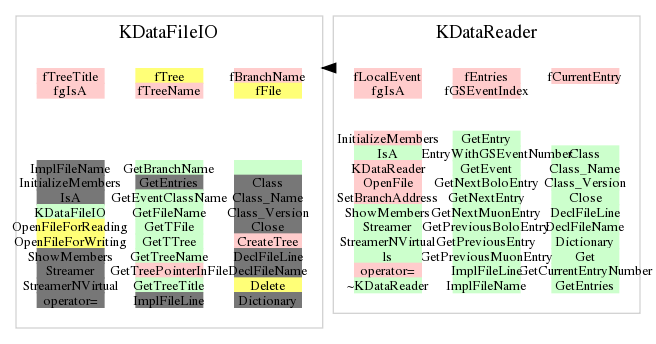 KDataFileIO
fTreeTitle fTree fBranchName
fgIsA fTreeName fFile
ImplFileName GetBranchName
InitializeMembers GetEntries Class
IsA GetEventClassName Class_Name
KDataFileIO GetFileName Class_Version
OpenFileForReading GetTFile Close
OpenFileForWriting GetTTree CreateTree
ShowMembers GetTreeName DeclFileLine
Streamer GetTreePointerInFile DeclFileName
StreamerNVirtual GetTreeTitle Delete
operator= ImplFileLine Dictionary
KDataReader
fLocalEvent fEntries fCurrentEntry
fgIsA fGSEventIndex
InitializeMembers GetEntry
IsA EntryWithGSEventNumber Class
KDataReader GetEvent Class_Name
OpenFile GetNextBoloEntry Class_Version
SetBranchAddress GetNextEntry Close
ShowMembers GetNextMuonEntry DeclFileLine
Streamer GetPreviousBoloEntry DeclFileName
StreamerNVirtual GetPreviousEntry Dictionary
ls GetPreviousMuonEntry Get
operator= ImplFileLine GetCurrentEntryNumber
~KDataReader ImplFileName GetEntries